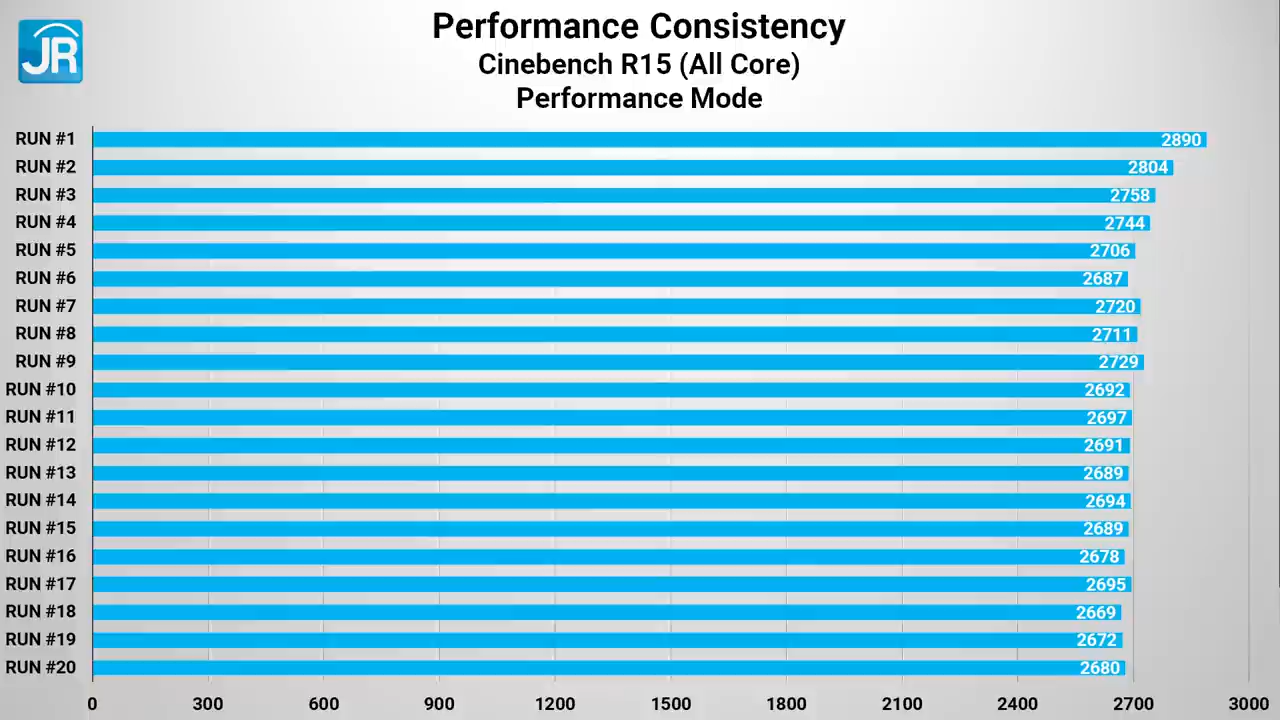 JR
Performance Consistency
Cinebench R15 (All Core)
Performance Mode
RUN #1 2890
RUN #2 2804
RUN #3 2758
RUN #4 2744
RUN #5 2706
RUN #6 2687
RUN #7 2720
RUN #8 2711
RUN #9 2729
RUN #10 2692
RUN #11 2697
RUN #12 2691
RUN #13 2689
RUN #14 2694
RUN #15 2689
RUN #16 2678
RUN #17 2695
RUN #18 2669
RUN #19 2672
RUN #20 2680
0 300 600 900 1200 1500 1800 2100 2400 2700 3000